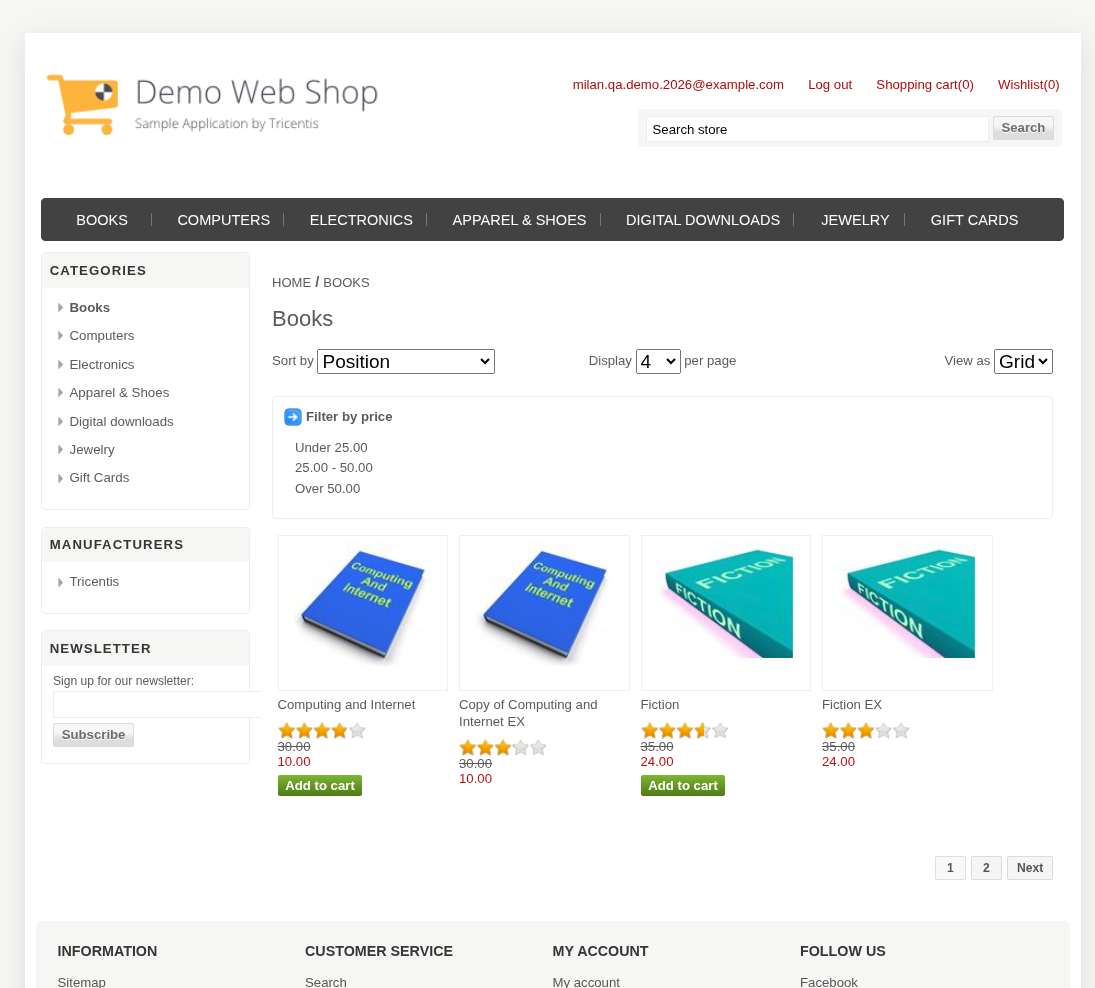 Demo Web Shop
Sample Application by Tricentis
milan.qa.demo.2026@example.com Log out Shopping cart(0) Wishlist(0)
Search store Search
BOOKS COMPUTERS ELECTRONICS APPAREL & SHOES DIGITAL DOWNLOADS JEWELRY GIFT CARDS
CATEGORIES
Books
Computers
Electronics
Apparel & Shoes
Digital downloads
Jewelry
Gift Cards
MANUFACTURERS
Tricentis
NEWSLETTER
Sign up for our newsletter:
Subscribe
HOME / BOOKS
Books
Sort by Position Display 4 per page View as Grid
Filter by price
Under 25.00
25.00 - 50.00
Over 50.00
Computing
And
Internet
Computing and Internet
30.00
10.00
Add to cart
Computing
And
Internet
Copy of Computing and
Internet EX
30.00
10.00
FICTION
FICTION
Fiction
35.00
24.00
Add to cart
FICTION
FICTION
Fiction EX
35.00
24.00
1 2 Next
INFORMATION
Sitemap
CUSTOMER SERVICE
Search
MY ACCOUNT
My account
FOLLOW US
Facebook